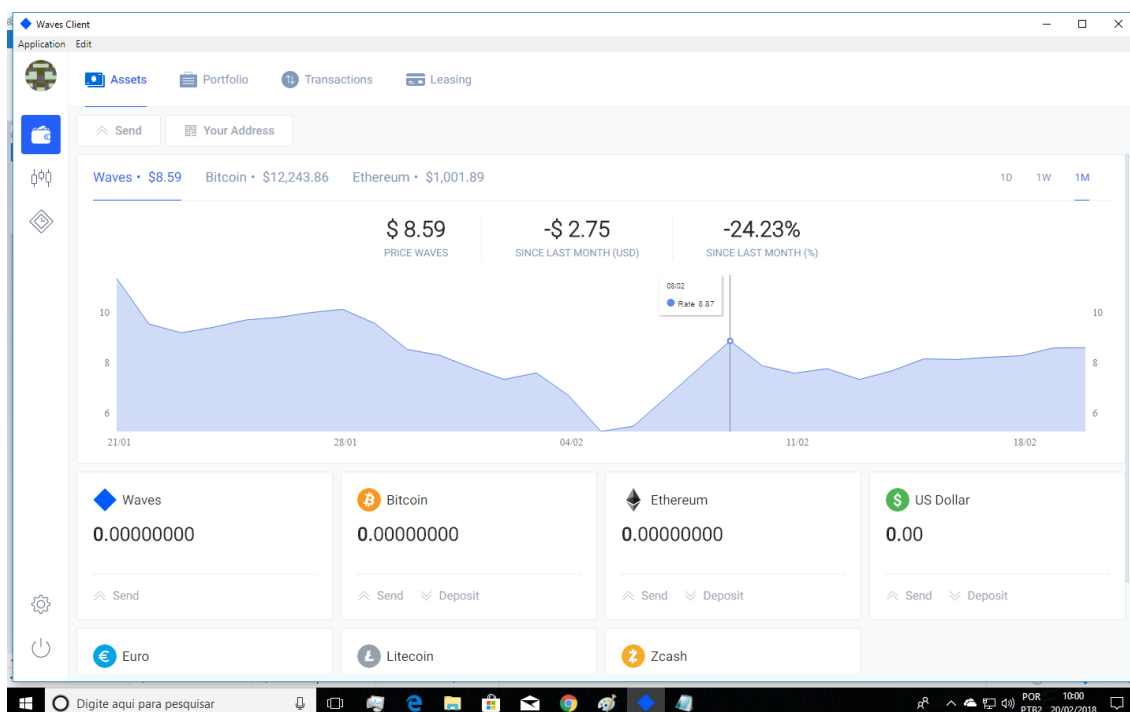 Waves Client
Application Edit
Assets Portfolio Transactions Leasing
Send Your Address
Waves • $8.59 Bitcoin • $12,243.86 Ethereum • $1,001.89 1D 1W 1M
$ 8.59 -$ 2.75 -24.23%
PRICE WAVES SINCE LAST MONTH (USD) SINCE LAST MONTH (%)
08/02
Rate 8.87
10 10
8 8
6 6
21/01 28/01 04/02 11/02 18/02
Waves Bitcoin Ethereum US Dollar
0.00000000 0.00000000 0.00000000 0.00
Send Send Deposit Send Deposit Send Deposit
Euro Litecoin Zcash
Digite aqui para pesquisar
POR 10:00
PTB2 20/02/2018